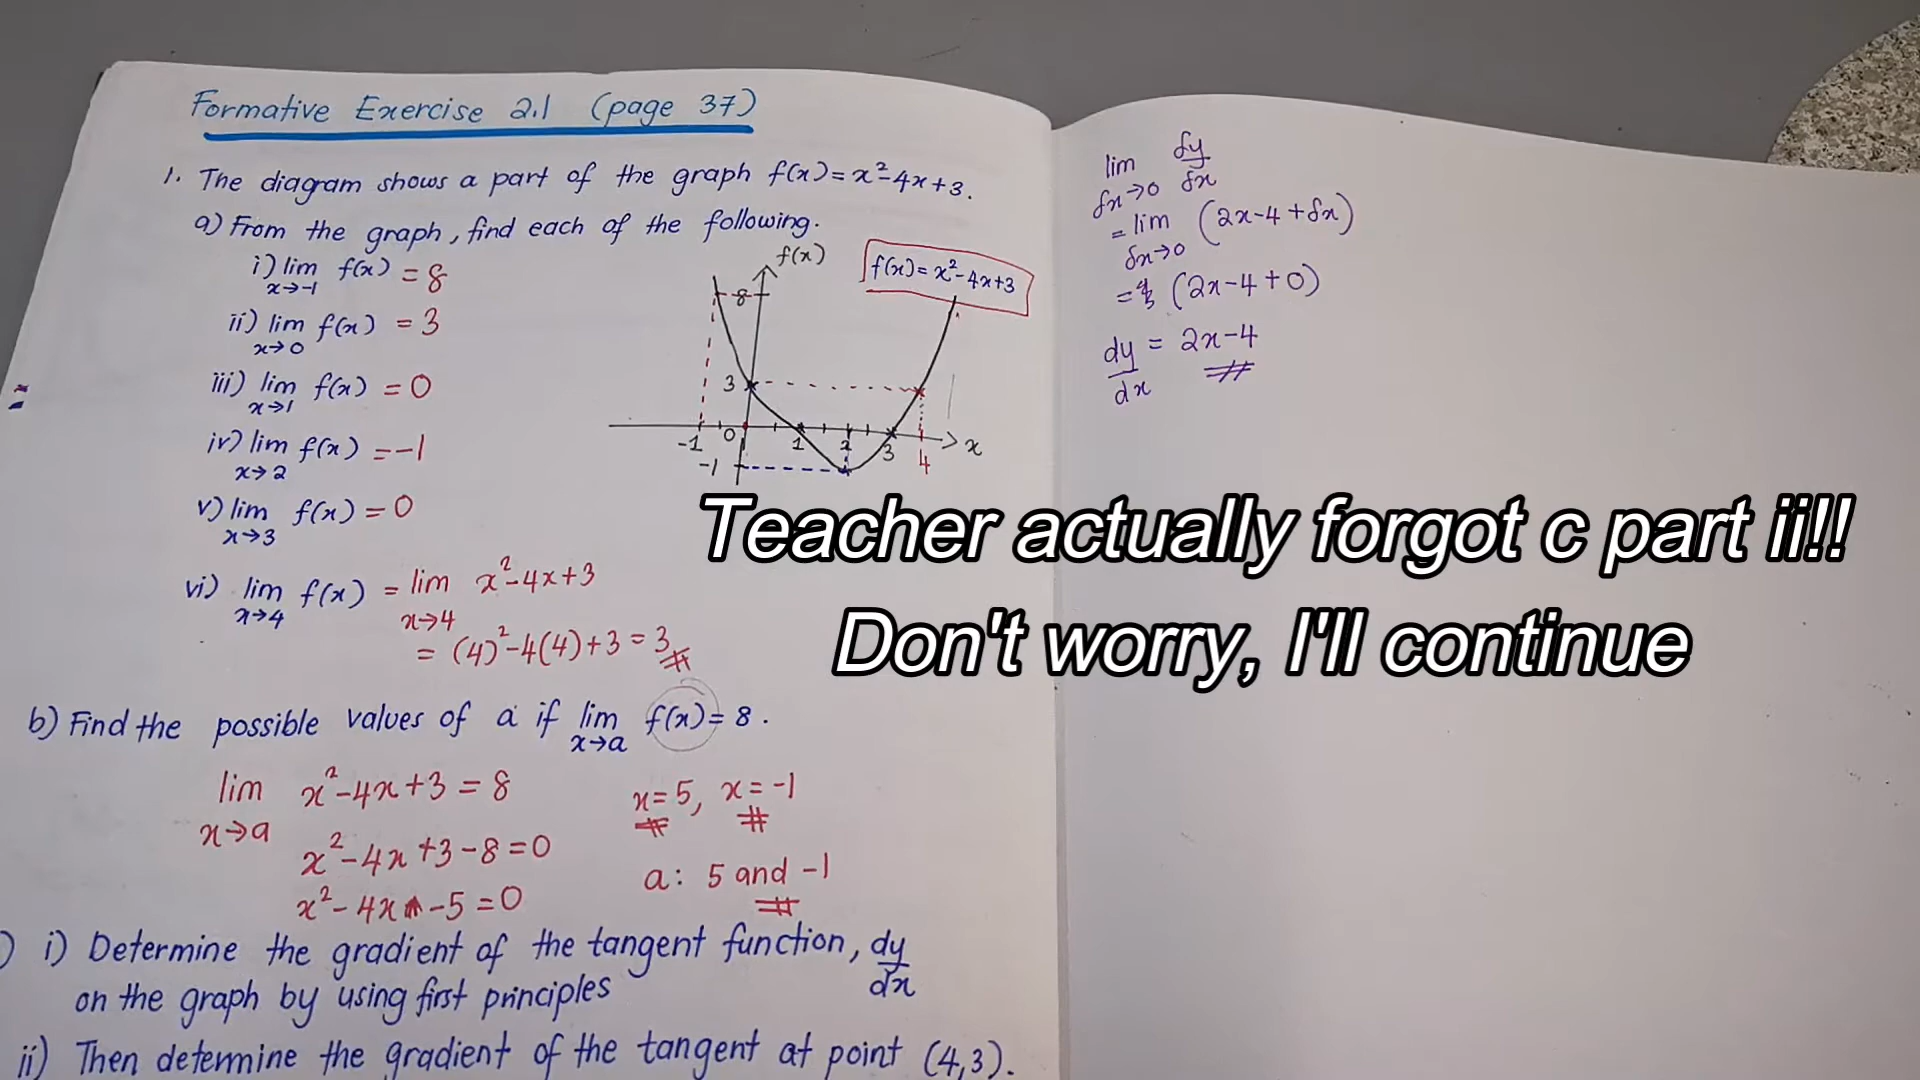 Formative Exercise 2.1 (page 37)
1. The diagram shows a part of the graph f(x)=x²-4x+3.
a) From the graph, find each of the following.
i) lim x→-1 f(x) = 8
ii) lim x→0 f(x) = 3
iii) lim x→1 f(x) = 0
iv) lim x→2 f(x) = -1
v) lim x→3 f(x) = 0
vi) lim x→4 f(x) = lim x→4 x²-4x+3
= (4)²-4(4)+3 = 3
f(x)
f(x)=x²-4x+3
8
3
-1 0 1 2 3 4 x
-1
b) Find the possible values of a if lim x→a f(x) = 8.
lim x→a x²-4x+3 = 8
x²-4x+3-8=0
x²-4x-5=0
x=5, x=-1
a: 5 and -1
) i) Determine the gradient of the tangent function, dy/dx
on the graph by using first principles
ii) Then determine the gradient of the tangent at point (4,3).
lim δx→0 δy/δx
= lim δx→0 (2x-4+δx)
= (2x-4+0)
dy/dx = 2x-4
Teacher actually forgot c part ii!!
Don't worry, I'll continue